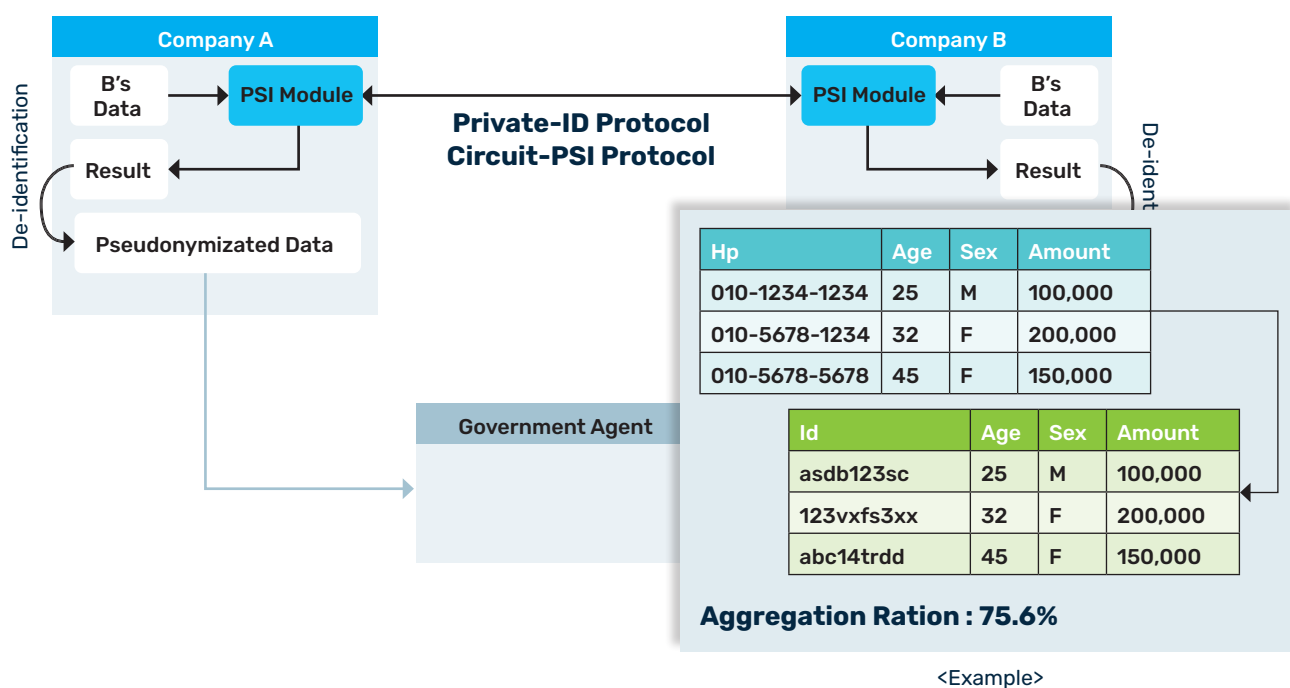 Company A
B's
Data
PSI Module
Result
Pseudonymizated Data
De-identification
Private-ID Protocol
Circuit-PSI Protocol
Company B
PSI Module
B's
Data
Result
De-ident
Government Agent
Hp Age Sex Amount
010-1234-1234 25 M 100,000
010-5678-1234 32 F 200,000
010-5678-5678 45 F 150,000
Id Age Sex Amount
asdb123sc 25 M 100,000
123vxfs3xx 32 F 200,000
abc14trdd 45 F 150,000
Aggregation Ration : 75.6%
<Example>